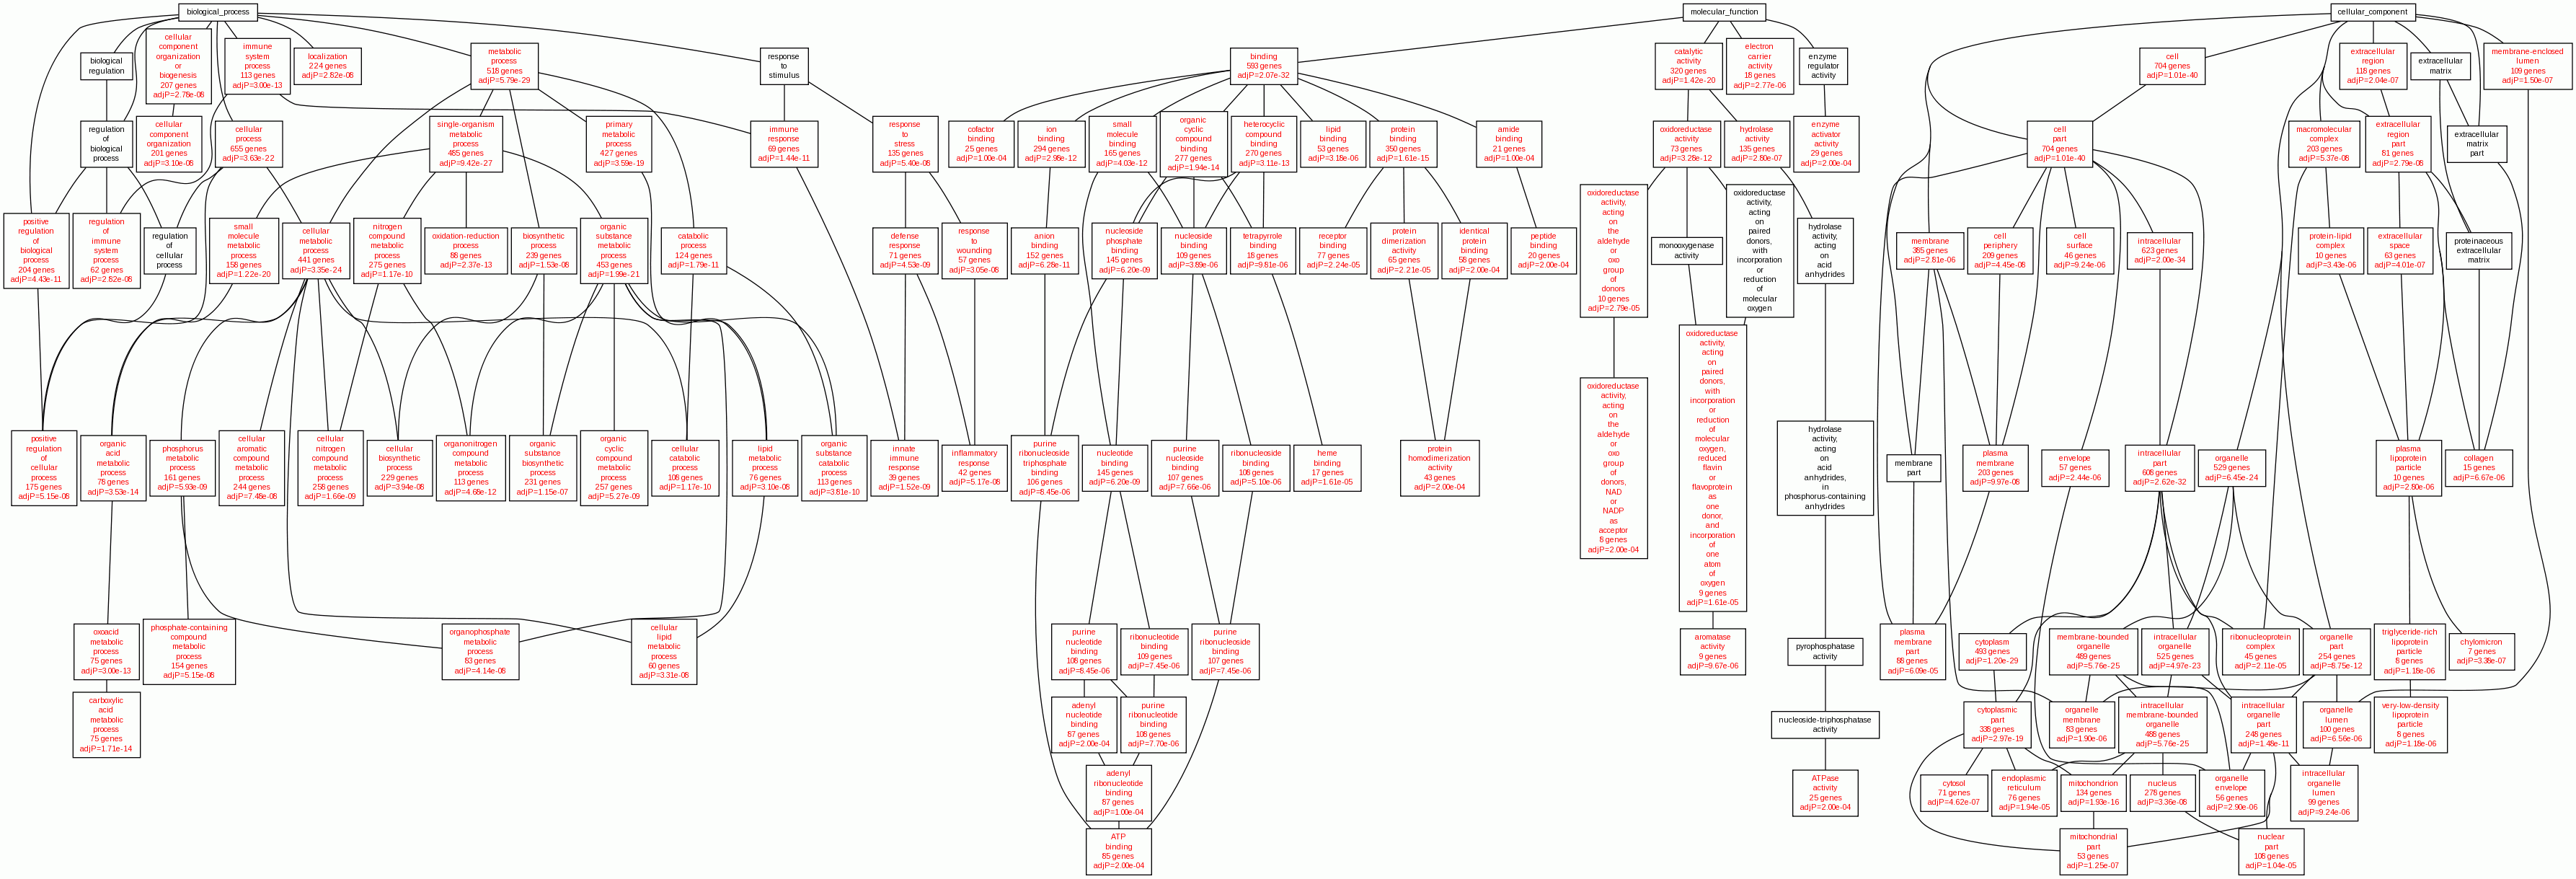 biological_process
molecular_function
cellular_component
biological
regulation
cellular
component
organization
or
biogenesis
207 genes
adjP=2.78e-08
immune
system
process
113 genes
adjP=3.00e-13
localization
224 genes
adjP=2.82e-08
metabolic
process
518 genes
adjP=5.79e-29
response
to
stimulus
binding
593 genes
adjP=2.07e-32
catalytic
activity
320 genes
adjP=1.42e-20
electron
carrier
activity
18 genes
adjP=2.77e-06
enzyme
regulator
activity
cell
704 genes
adjP=1.01e-40
extracellular
region
118 genes
adjP=2.04e-07
extracellular
matrix
membrane-enclosed
lumen
109 genes
adjP=1.50e-07
regulation
of
biological
process
cellular
component
organization
201 genes
adjP=3.10e-08
cellular
process
655 genes
adjP=3.63e-22
single-organism
metabolic
process
485 genes
adjP=9.42e-27
primary
metabolic
process
427 genes
adjP=3.59e-19
immune
response
69 genes
adjP=1.44e-11
response
to
stress
135 genes
adjP=5.40e-08
cofactor
binding
25 genes
adjP=1.00e-04
ion
binding
294 genes
adjP=2.98e-12
small
molecule
binding
165 genes
adjP=4.03e-12
organic
cyclic
compound
binding
277 genes
adjP=1.94e-14
heterocyclic
compound
binding
270 genes
adjP=3.11e-13
lipid
binding
53 genes
adjP=3.18e-06
protein
binding
350 genes
adjP=1.61e-15
amide
binding
21 genes
adjP=1.00e-04
oxidoreductase
activity
73 genes
adjP=3.28e-12
hydrolase
activity
135 genes
adjP=2.80e-07
enzyme
activator
activity
29 genes
adjP=2.00e-04
cell
part
704 genes
adjP=1.01e-40
macromolecular
complex
203 genes
adjP=5.37e-08
extracellular
region
part
81 genes
adjP=2.79e-08
extracellular
matrix
part
positive
regulation
of
biological
process
204 genes
adjP=4.43e-11
regulation
of
immune
system
process
62 genes
adjP=2.82e-08
regulation
of
cellular
process
small
molecule
metabolic
process
158 genes
adjP=1.22e-20
cellular
metabolic
process
441 genes
adjP=3.35e-24
nitrogen
compound
metabolic
process
275 genes
adjP=1.17e-10
oxidation-reduction
process
88 genes
adjP=2.37e-13
biosynthetic
process
239 genes
adjP=1.53e-08
organic
substance
metabolic
process
453 genes
adjP=1.99e-21
catabolic
process
124 genes
adjP=1.79e-11
defense
response
71 genes
adjP=4.53e-09
response
to
wounding
57 genes
adjP=3.05e-08
anion
binding
152 genes
adjP=6.28e-11
nucleoside
phosphate
binding
145 genes
adjP=6.20e-09
nucleoside
binding
109 genes
adjP=3.89e-06
tetrapyrrole
binding
18 genes
adjP=9.81e-06
receptor
binding
77 genes
adjP=2.24e-05
protein
dimerization
activity
65 genes
adjP=2.21e-05
identical
protein
binding
58 genes
adjP=2.00e-04
peptide
binding
20 genes
adjP=2.00e-04
oxidoreductase
activity,
acting
on
the
aldehyde
or
oxo
group
of
donors
10 genes
adjP=2.79e-05
monooxygenase
activity
oxidoreductase
activity,
acting
on
paired
donors,
with
incorporation
or
reduction
of
molecular
oxygen
hydrolase
activity,
acting
on
acid
anhydrides
membrane
365 genes
adjP=2.81e-06
cell
periphery
209 genes
adjP=4.45e-08
cell
surface
46 genes
adjP=9.24e-06
intracellular
623 genes
adjP=2.00e-34
protein-lipid
complex
10 genes
adjP=3.43e-06
extracellular
space
63 genes
adjP=4.01e-07
proteinaceous
extracellular
matrix
positive
regulation
of
cellular
process
175 genes
adjP=5.15e-08
organic
acid
metabolic
process
78 genes
adjP=3.53e-14
phosphorus
metabolic
process
161 genes
adjP=5.93e-09
cellular
aromatic
compound
metabolic
process
244 genes
adjP=7.48e-08
cellular
nitrogen
compound
metabolic
process
258 genes
adjP=1.66e-09
cellular
biosynthetic
process
229 genes
adjP=3.94e-08
organonitrogen
compound
metabolic
process
113 genes
adjP=4.68e-12
organic
substance
biosynthetic
process
231 genes
adjP=1.15e-07
organic
cyclic
compound
metabolic
process
257 genes
adjP=5.27e-09
cellular
catabolic
process
108 genes
adjP=1.17e-10
lipid
metabolic
process
76 genes
adjP=3.10e-08
organic
substance
catabolic
process
113 genes
adjP=3.81e-10
innate
immune
response
39 genes
adjP=1.52e-09
inflammatory
response
42 genes
adjP=5.17e-08
purine
ribonucleoside
triphosphate
binding
106 genes
adjP=8.45e-06
nucleotide
binding
145 genes
adjP=6.20e-09
purine
nucleoside
binding
107 genes
adjP=7.66e-06
ribonucleoside
binding
108 genes
adjP=5.10e-06
heme
binding
17 genes
adjP=1.61e-05
protein
homodimerization
activity
43 genes
adjP=2.00e-04
oxidoreductase
activity,
acting
on
the
aldehyde
or
oxo
group
of
donors,
NAD
or
NADP
as
acceptor
8 genes
adjP=2.00e-04
oxidoreductase
activity,
acting
on
paired
donors,
with
incorporation
or
reduction
of
molecular
oxygen,
reduced
flavin
or
flavoprotein
as
one
donor,
and
incorporation
of
one
atom
of
oxygen
9 genes
adjP=1.61e-05
hydrolase
activity,
acting
on
acid
anhydrides,
in
phosphorus-containing
anhydrides
membrane
part
plasma
membrane
203 genes
adjP=9.97e-08
envelope
57 genes
adjP=2.44e-06
intracellular
part
608 genes
adjP=2.62e-32
organelle
529 genes
adjP=6.45e-24
plasma
lipoprotein
particle
10 genes
adjP=2.80e-06
collagen
15 genes
adjP=6.67e-06
oxoacid
metabolic
process
75 genes
adjP=3.00e-13
phosphate-containing
compound
metabolic
process
154 genes
adjP=5.15e-08
organophosphate
metabolic
process
83 genes
adjP=4.14e-08
cellular
lipid
metabolic
process
60 genes
adjP=3.31e-08
purine
nucleotide
binding
108 genes
adjP=8.45e-06
ribonucleotide
binding
109 genes
adjP=7.45e-06
purine
ribonucleoside
binding
107 genes
adjP=7.45e-06
aromatase
activity
9 genes
adjP=9.67e-06
pyrophosphatase
activity
plasma
membrane
part
88 genes
adjP=6.09e-05
cytoplasm
493 genes
adjP=1.20e-29
membrane-bounded
organelle
489 genes
adjP=5.76e-25
intracellular
organelle
525 genes
adjP=4.97e-23
ribonucleoprotein
complex
45 genes
adjP=2.11e-05
organelle
part
254 genes
adjP=8.75e-12
triglyceride-rich
lipoprotein
particle
8 genes
adjP=1.18e-06
chylomicron
7 genes
adjP=3.38e-07
carboxylic
acid
metabolic
process
75 genes
adjP=1.71e-14
adenyl
nucleotide
binding
87 genes
adjP=2.00e-04
purine
ribonucleotide
binding
108 genes
adjP=7.70e-06
nucleoside-triphosphatase
activity
cytoplasmic
part
338 genes
adjP=2.97e-19
organelle
membrane
83 genes
adjP=1.90e-06
intracellular
membrane-bounded
organelle
488 genes
adjP=5.76e-25
intracellular
organelle
part
248 genes
adjP=1.48e-11
organelle
lumen
100 genes
adjP=6.56e-06
very-low-density
lipoprotein
particle
8 genes
adjP=1.18e-06
adenyl
ribonucleotide
binding
87 genes
adjP=1.00e-04
ATPase
activity
25 genes
adjP=2.00e-04
cytosol
71 genes
adjP=4.62e-07
endoplasmic
reticulum
76 genes
adjP=1.94e-05
mitochondrion
134 genes
adjP=1.93e-16
nucleus
278 genes
adjP=3.36e-08
organelle
envelope
56 genes
adjP=2.90e-06
intracellular
organelle
lumen
99 genes
adjP=9.24e-06
ATP
binding
85 genes
adjP=2.00e-04
mitochondrial
part
53 genes
adjP=1.25e-07
nuclear
part
108 genes
adjP=1.04e-05